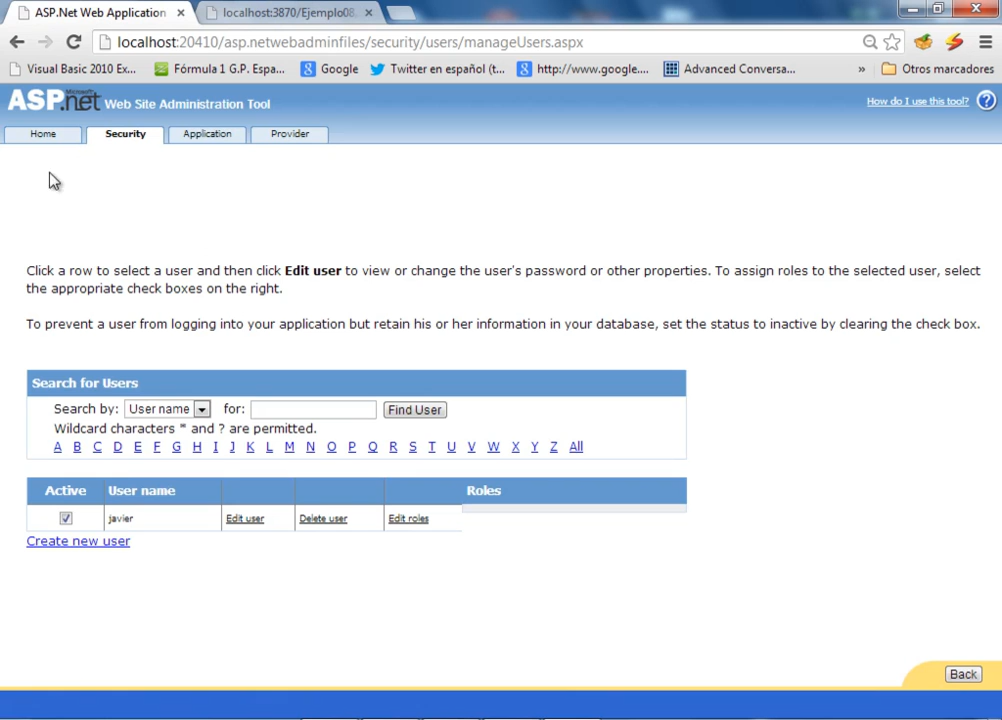 ASP.Net Web Application
localhost:3870/Ejemplo08
localhost:20410/asp.netwebadminfiles/security/users/manageUsers.aspx
Visual Basic 2010 Ex... Fórmula 1 G.P. Espa... Google Twitter en español (t... http://www.google.... Advanced Conversa... » Otros marcadores
Microsoft
ASP.net Web Site Administration Tool How do I use this tool? ?
Home Security Application Provider
Click a row to select a user and then click Edit user to view or change the user's password or other properties. To assign roles to the selected user, select
the appropriate check boxes on the right.
To prevent a user from logging into your application but retain his or her information in your database, set the status to inactive by clearing the check box.
Search for Users
Search by: User name for: Find User
Wildcard characters * and ? are permitted.
A B C D E F G H I J K L M N O P Q R S T U V W X Y Z All
Active User name Roles
javier Edit user Delete user Edit roles
Create new user
Back